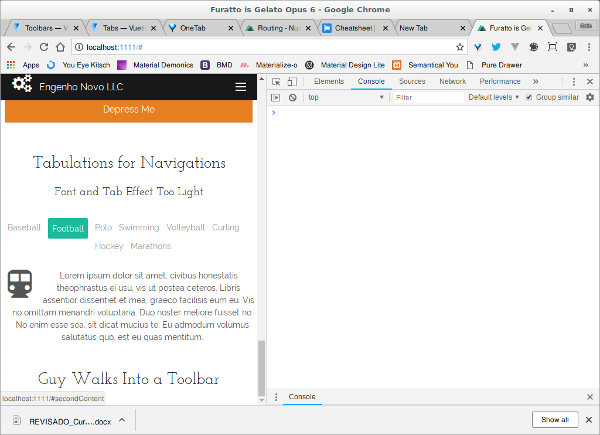 Furatto is Gelato Opus 6 - Google Chrome
Toolbars — V
Tabs — Vueti
OneTab
Routing - Nu
Cheatsheet |
New Tab
Furatto is Gel
localhost:1111/#
Apps
You Eye Kitsch
Material Demonics
BMD
Materialize-o
Material Design Lite
Semantical You
Pure Drawer
»
Engenho Novo LLC
Elements Console Sources Network Performance »
top
Filter
Default levels
Group similar
Depress Me
Tabulations for Navigations
Font and Tab Effect Too Light
Baseball Football Polo Swimming Volleyball Curling
Hockey Marathons
Lorem ipsum dolor sit amet, civibus honestatis
theophrastus ei usu, vis ut postea ceteros. Libris
assentior dissentiet et mea, graeco facilisis eum eu. Vis
no omittam menandri voluptaria. Duo noster meliore fuisset no.
No enim esse sea, sit dicat mucius te. Eu admodum volumus
salutatus quo, est eu quas mentitum.
Guy Walks Into a Toolbar
localhost:1111/#secondContent
Console
REVISADO_Cur....docx
Show all